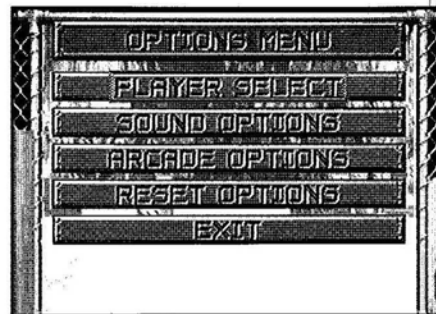 OPTIONS MENU
PLAYER SELECT
SOUND OPTIONS
ARCADE OPTIONS
RESET OPTIONS
EXIT